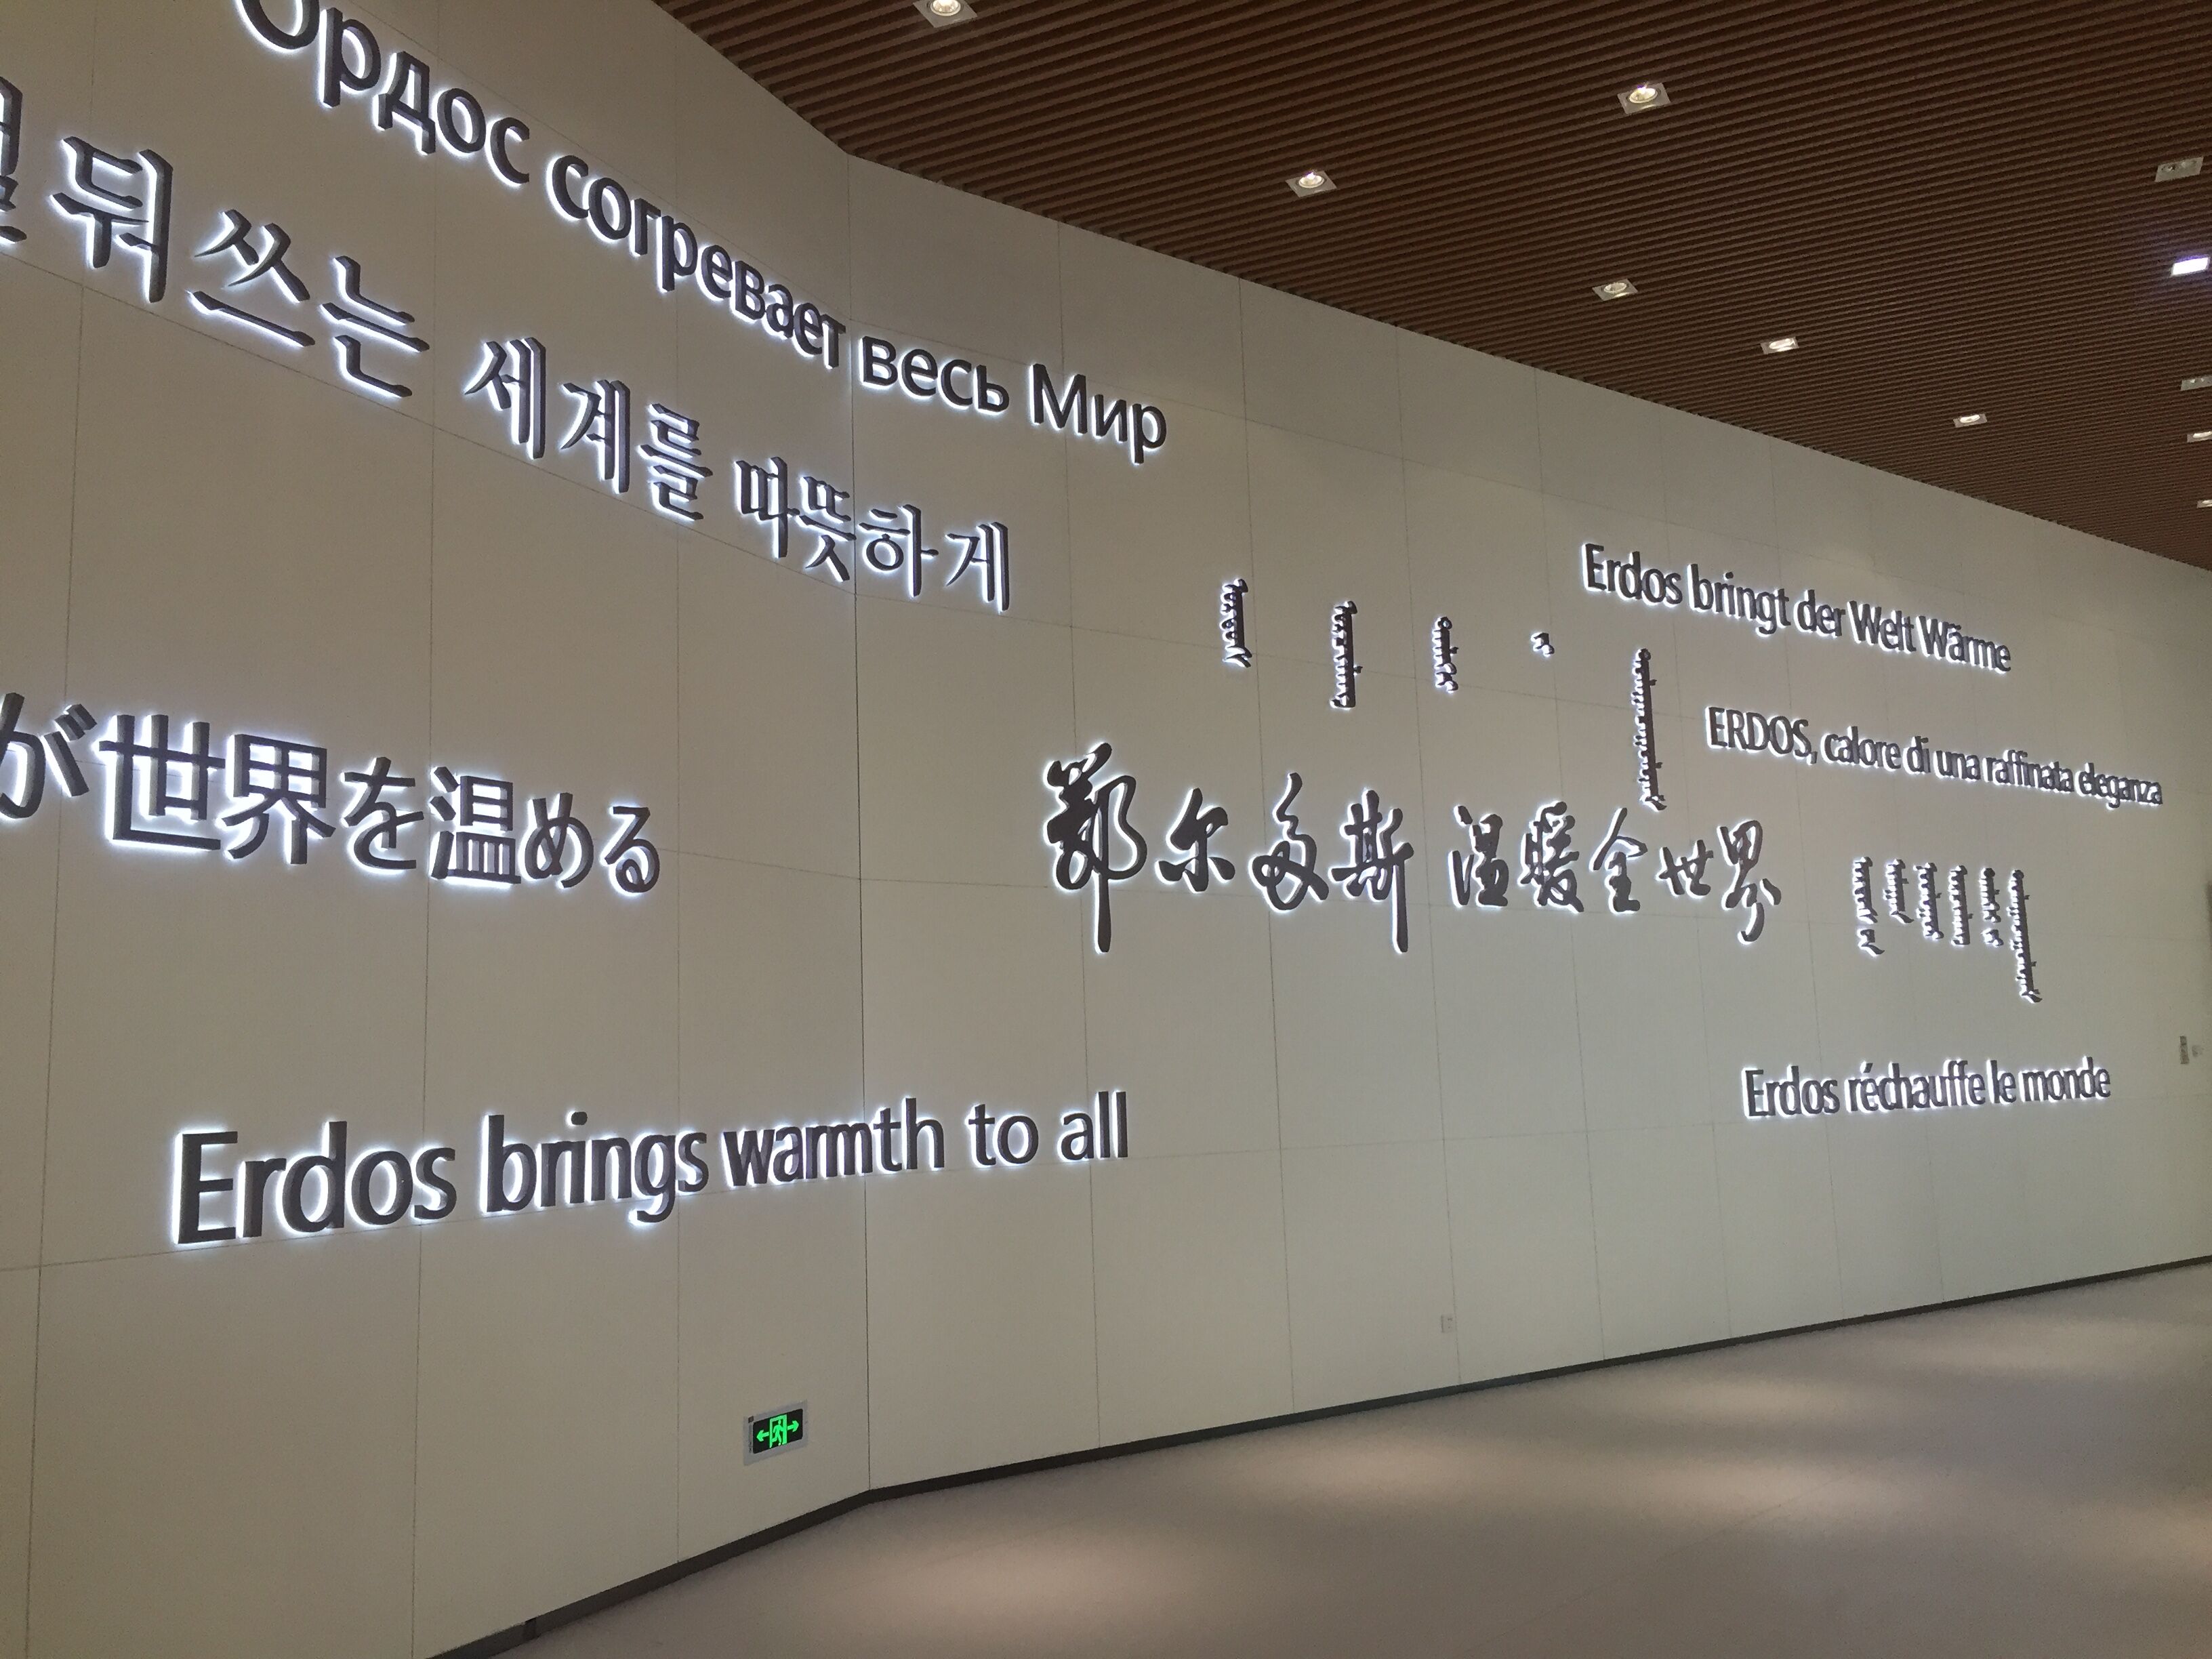 Ордос согревает весь Мир
뒤쓰는 세계를 따뜻하게
が世界を温める
Erdos brings warmth to all
鄂尔多斯 温暖全世界
Erdos bringt der Welt Wärme
ERDOS, calore di una raffinata eleganza
Erdos réchauffe le monde